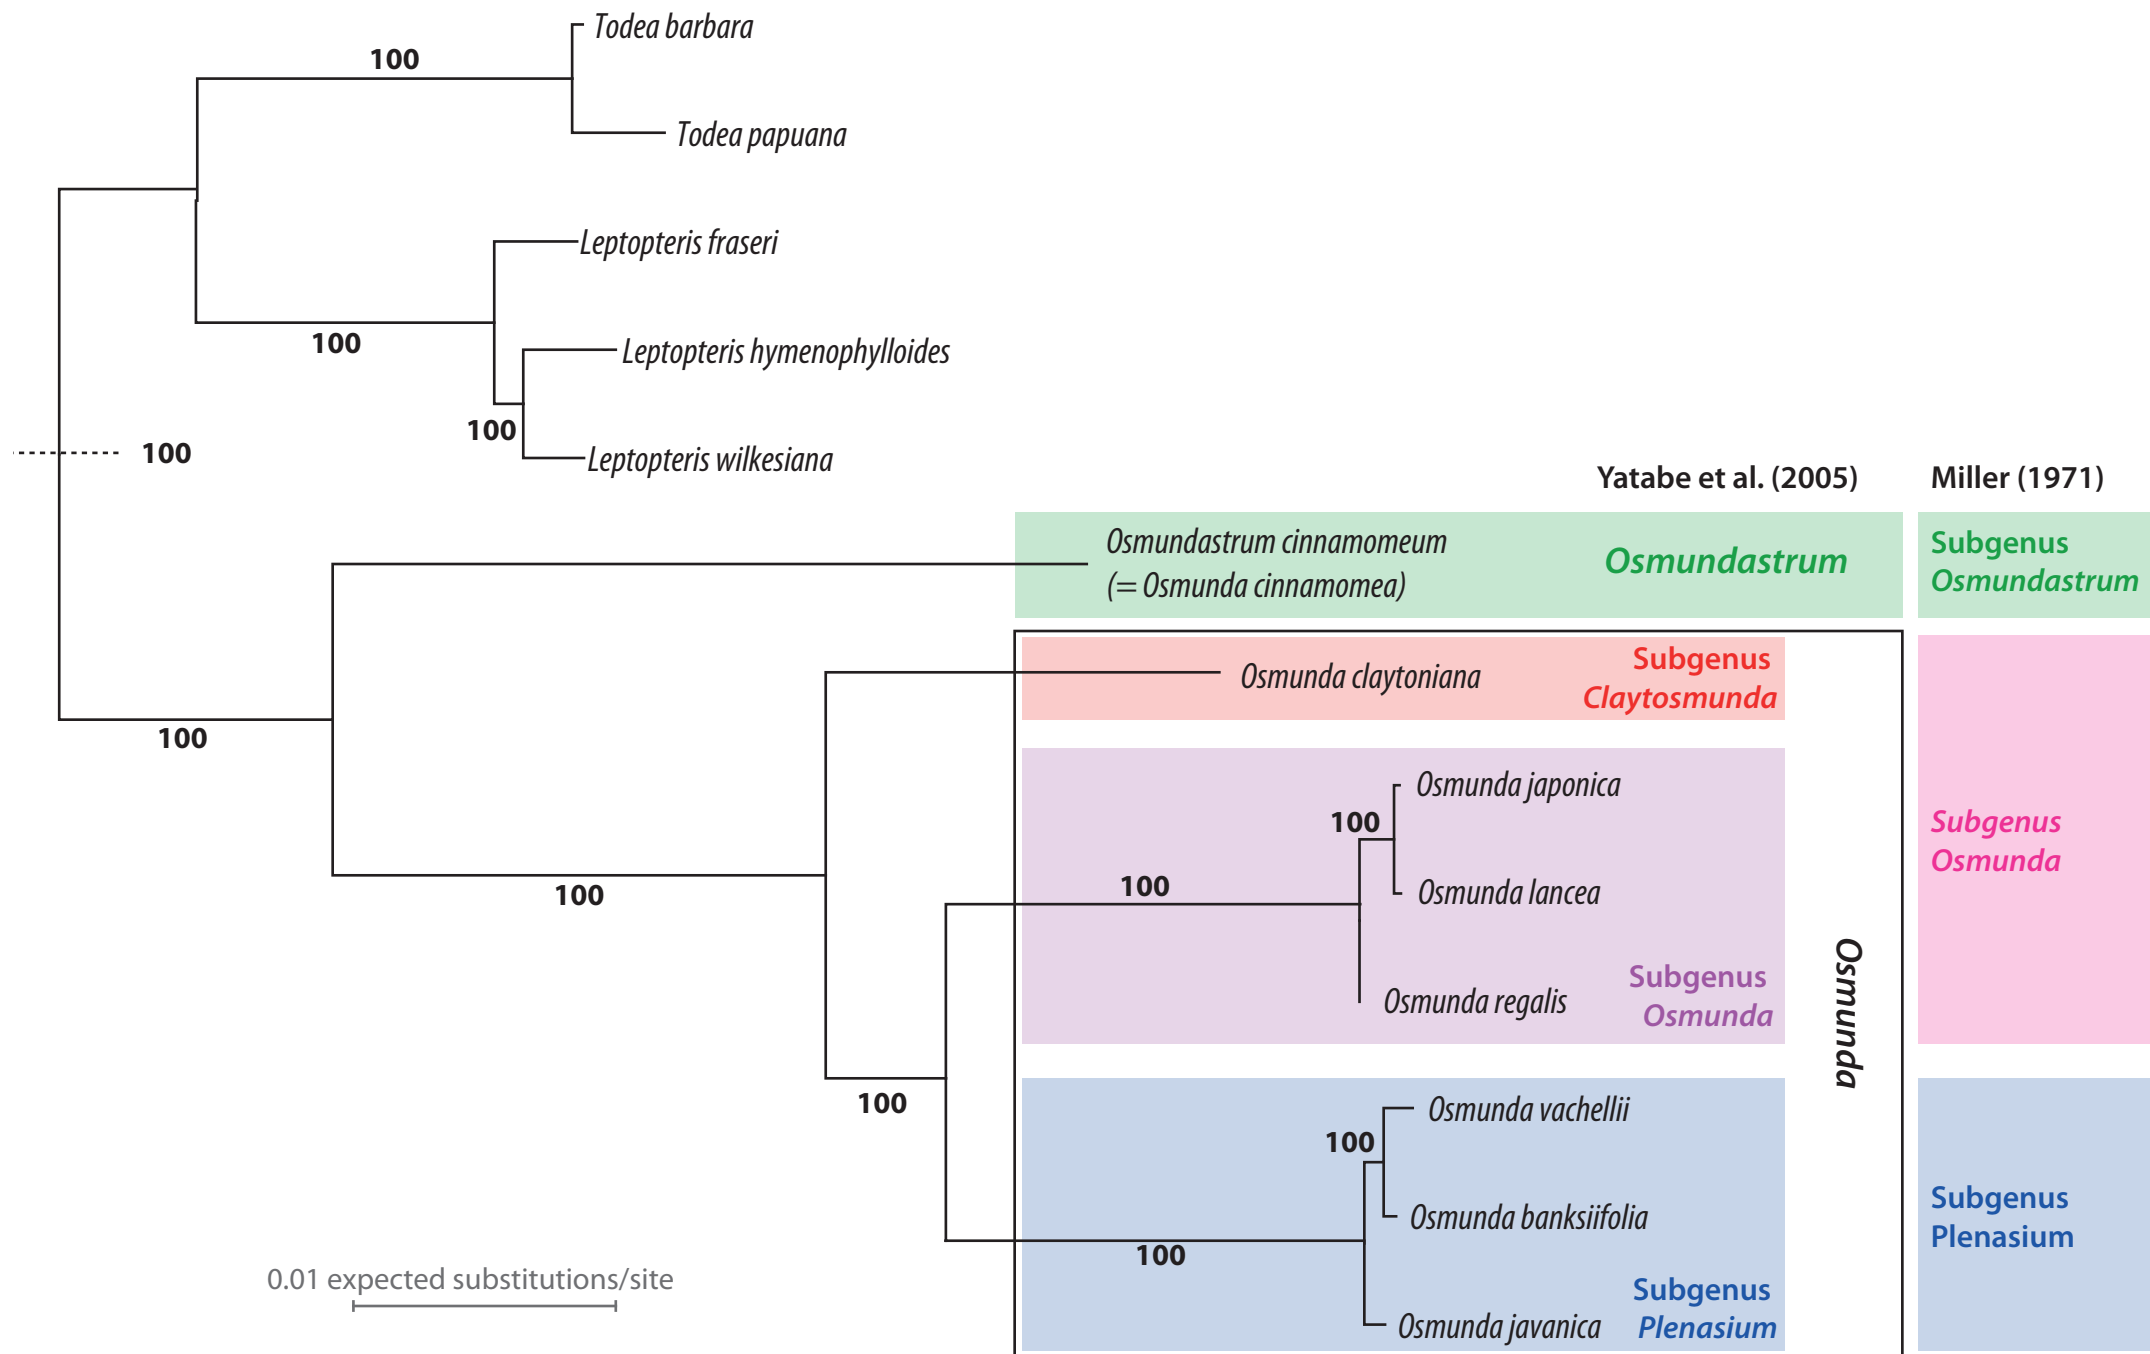 Todea barbara
100
Todea papuana
Leptopteris fraseri
100
Leptopteris hymenophylloides
100
100
Leptopteris wilkesiana
Yatabe et al. (2005)
Miller (1971)
Osmundastrum cinnamomeum
(= Osmunda cinnamomea)
Osmundastrum
Subgenus
Osmundastrum
Osmunda claytoniana
Subgenus
Claytosmunda
100
Osmunda japonica
100
Subgenus
Osmunda
100
100
Osmunda lancea
Osmunda regalis
Subgenus
Osmunda
Osmunda
100
Osmunda vachellii
100
Osmunda banksiifolia
Subgenus
Plenasium
100
0.01 expected substitutions/site
Osmunda javanica
Subgenus
Plenasium